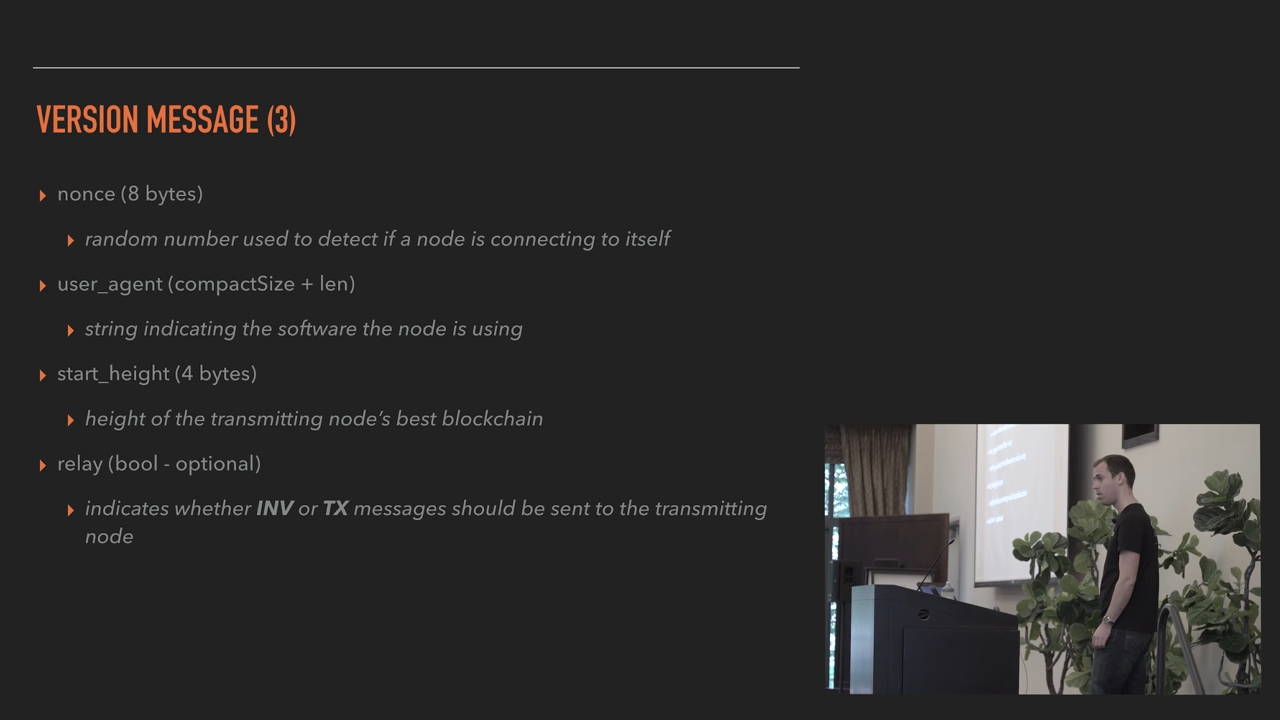 VERSION MESSAGE (3)
nonce (8 bytes)
random number used to detect if a node is connecting to itself
user_agent (compactSize + len)
string indicating the software the node is using
start_height (4 bytes)
height of the transmitting node's best blockchain
relay (bool - optional)
indicates whether INV or TX messages should be sent to the transmitting
node